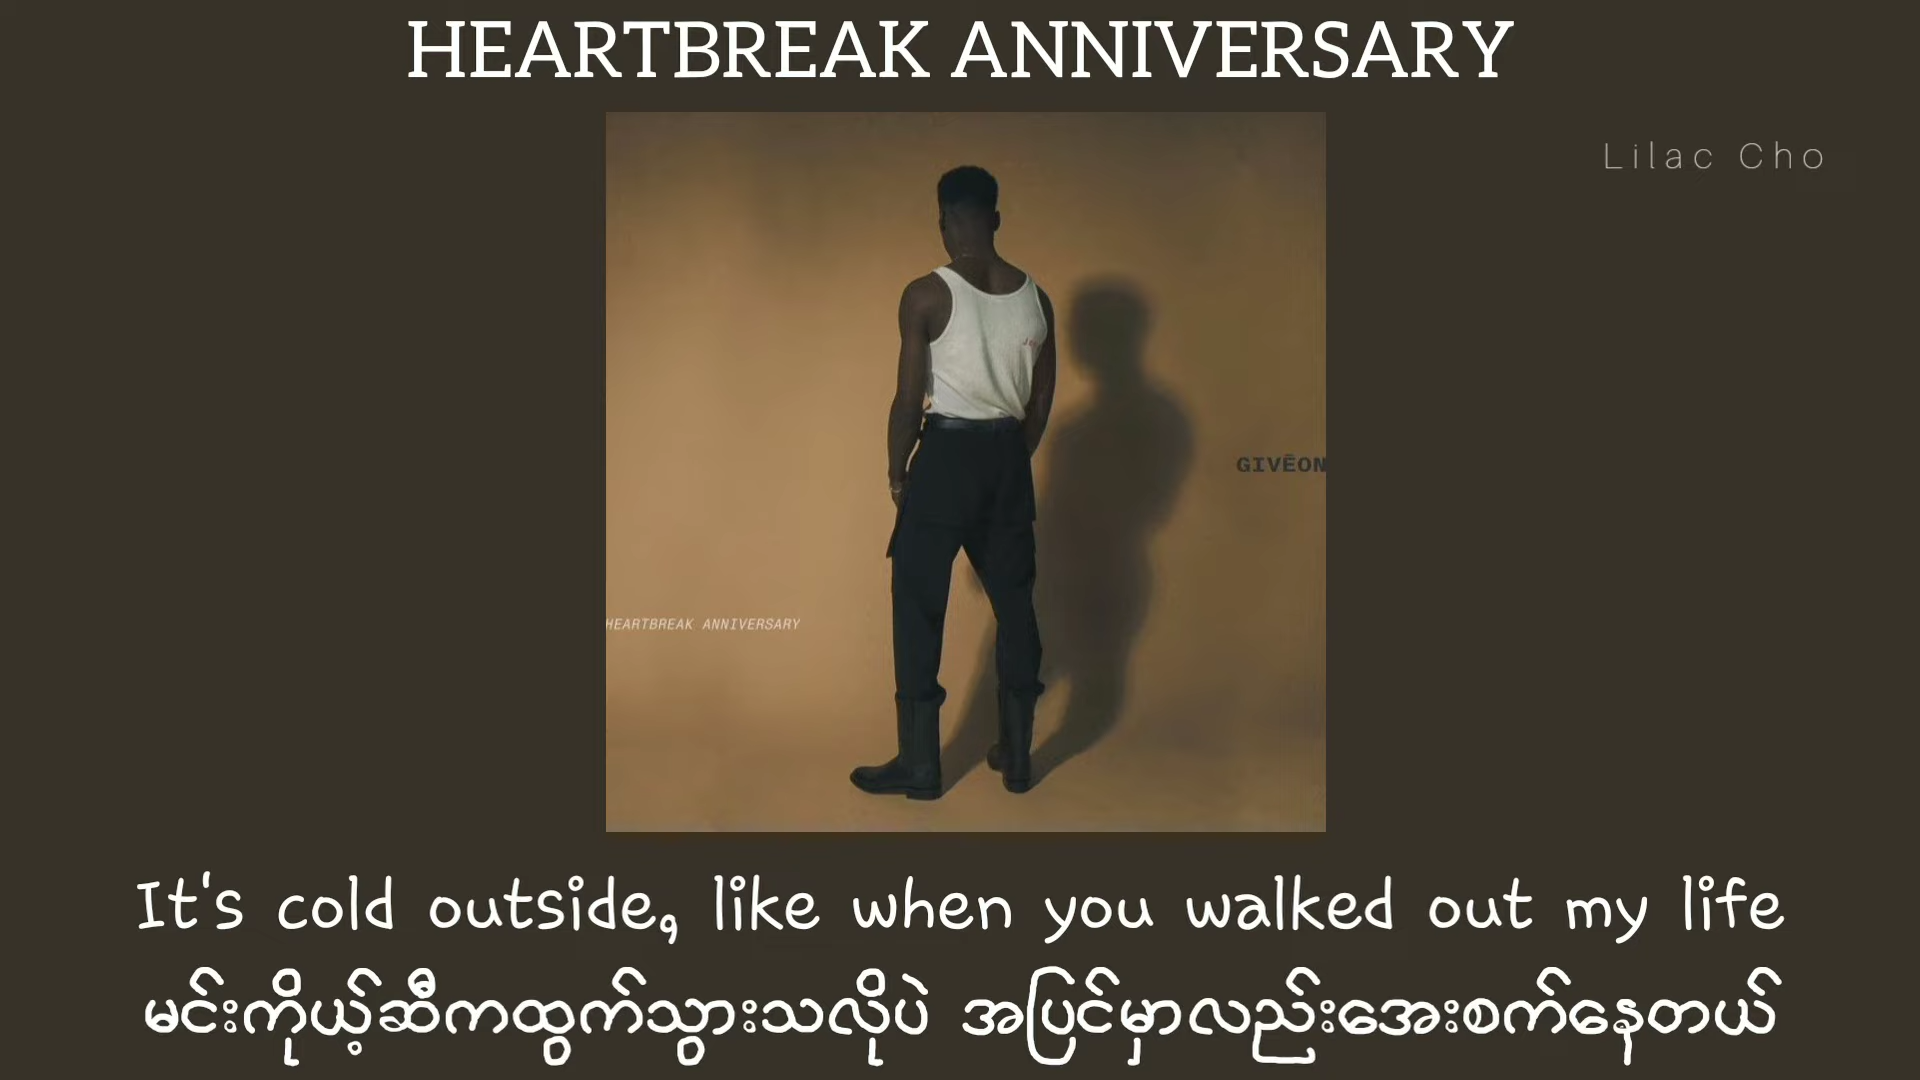 HEARTBREAK ANNIVERSARY
Lilac Cho
GIVĒON
HEARTBREAK ANNIVERSARY
It's cold outside, like when you walked out my life
မင်းကိုယ့်ဆီကထွက်သွားသလိုပဲ အပြင်မှာလည်းအေးစက်နေတယ်